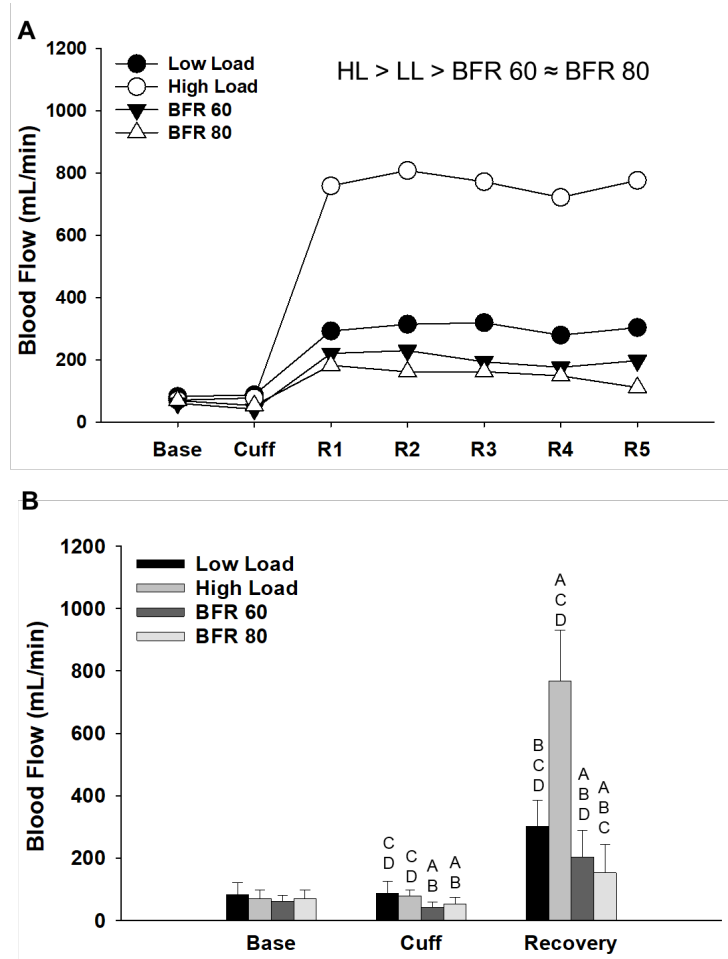 A
1200
1000
800
600
400
200
0
Blood Flow (mL/min)
Low Load
High Load
BFR 60
BFR 80
HL > LL > BFR 60 ≈ BFR 80
Base Cuff R1 R2 R3 R4 R5
B
1200
1000
800
600
400
200
0
Blood Flow (mL/min)
Low Load
High Load
BFR 60
BFR 80
C
D
C
D
A
B
A
B
B
C
D
A
C
D
A
B
D
A
B
C
Base Cuff Recovery